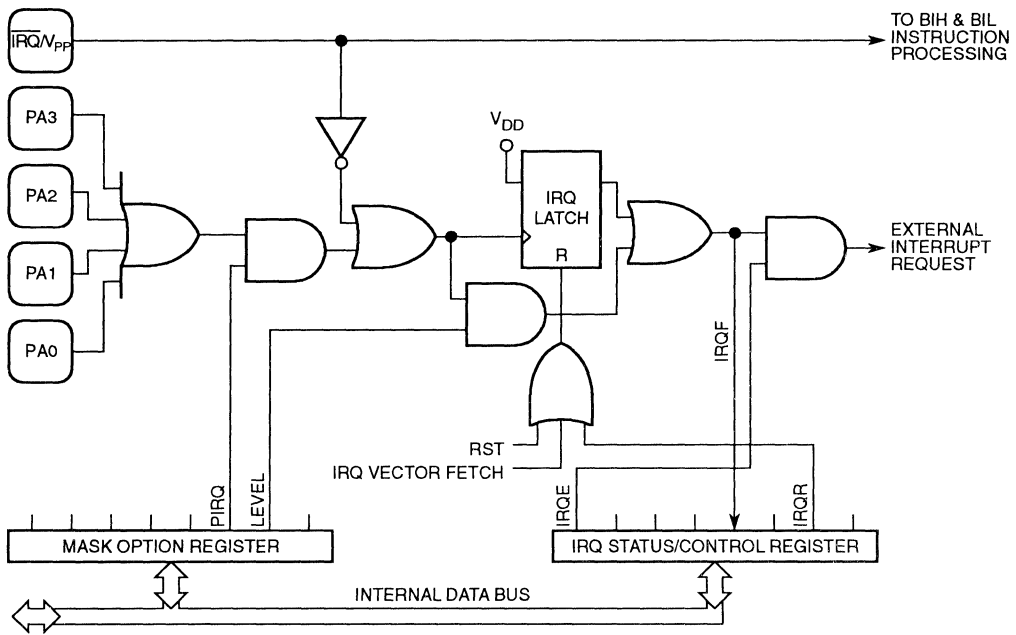 IRQ/VPP
TO BIH & BIL
INSTRUCTION
PROCESSING
PA3
PA2
PA1
PA0
VDD
IRQ
LATCH
R
EXTERNAL
INTERRUPT
REQUEST
IRQF
RST
IRQ VECTOR FETCH
PIRQ
LEVEL
IRQE
IRQR
MASK OPTION REGISTER
IRQ STATUS/CONTROL REGISTER
INTERNAL DATA BUS